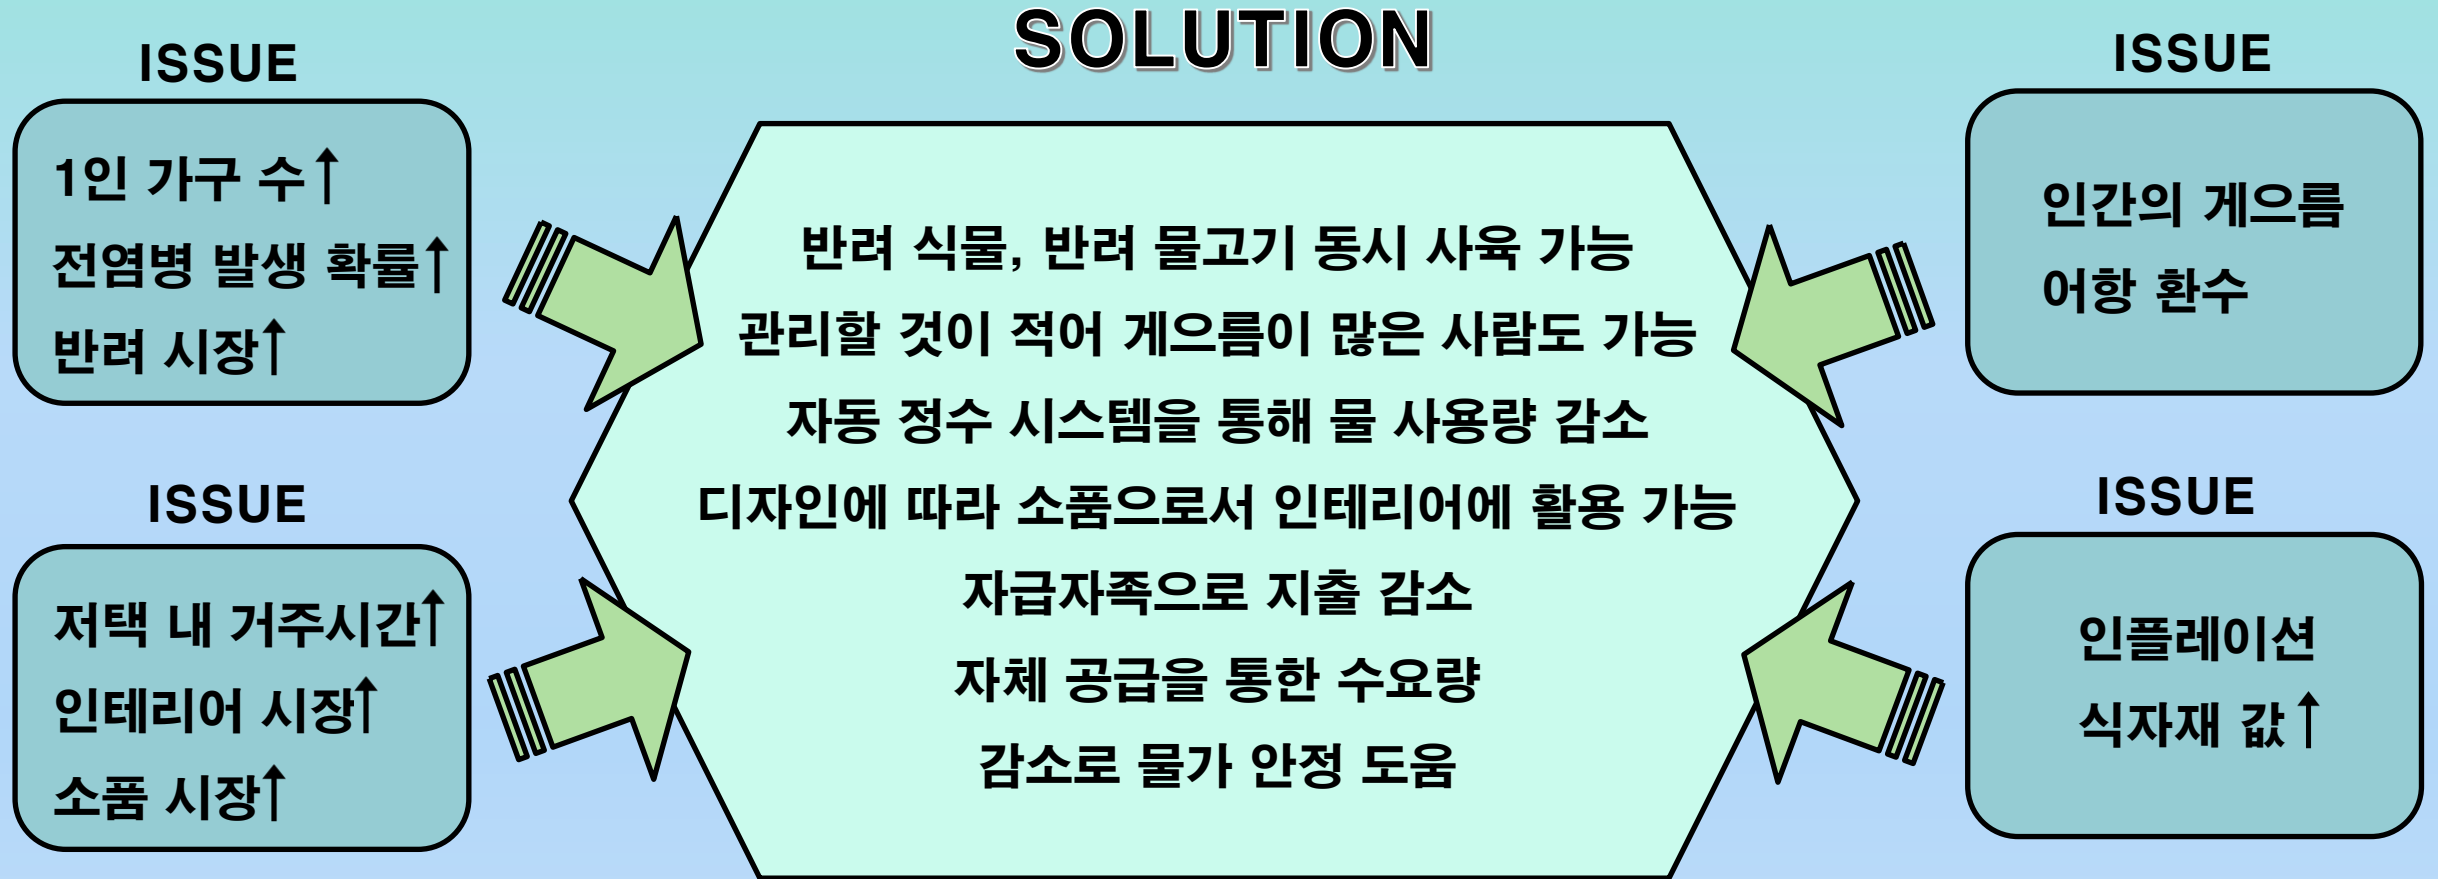 SOLUTION
ISSUE
1인 가구 수↑
전염병 발생 확률↑
반려 시장↑
ISSUE
저택 내 거주시간↑
인테리어 시장↑
소품 시장↑
반려 식물, 반려 물고기 동시 사육 가능
관리할 것이 적어 게으름이 많은 사람도 가능
자동 정수 시스템을 통해 물 사용량 감소
디자인에 따라 소품으로서 인테리어에 활용 가능
자급자족으로 지출 감소
자체 공급을 통한 수요량
감소로 물가 안정 도움
ISSUE
인간의 게으름
어항 환수
ISSUE
인플레이션
식자재 값↑